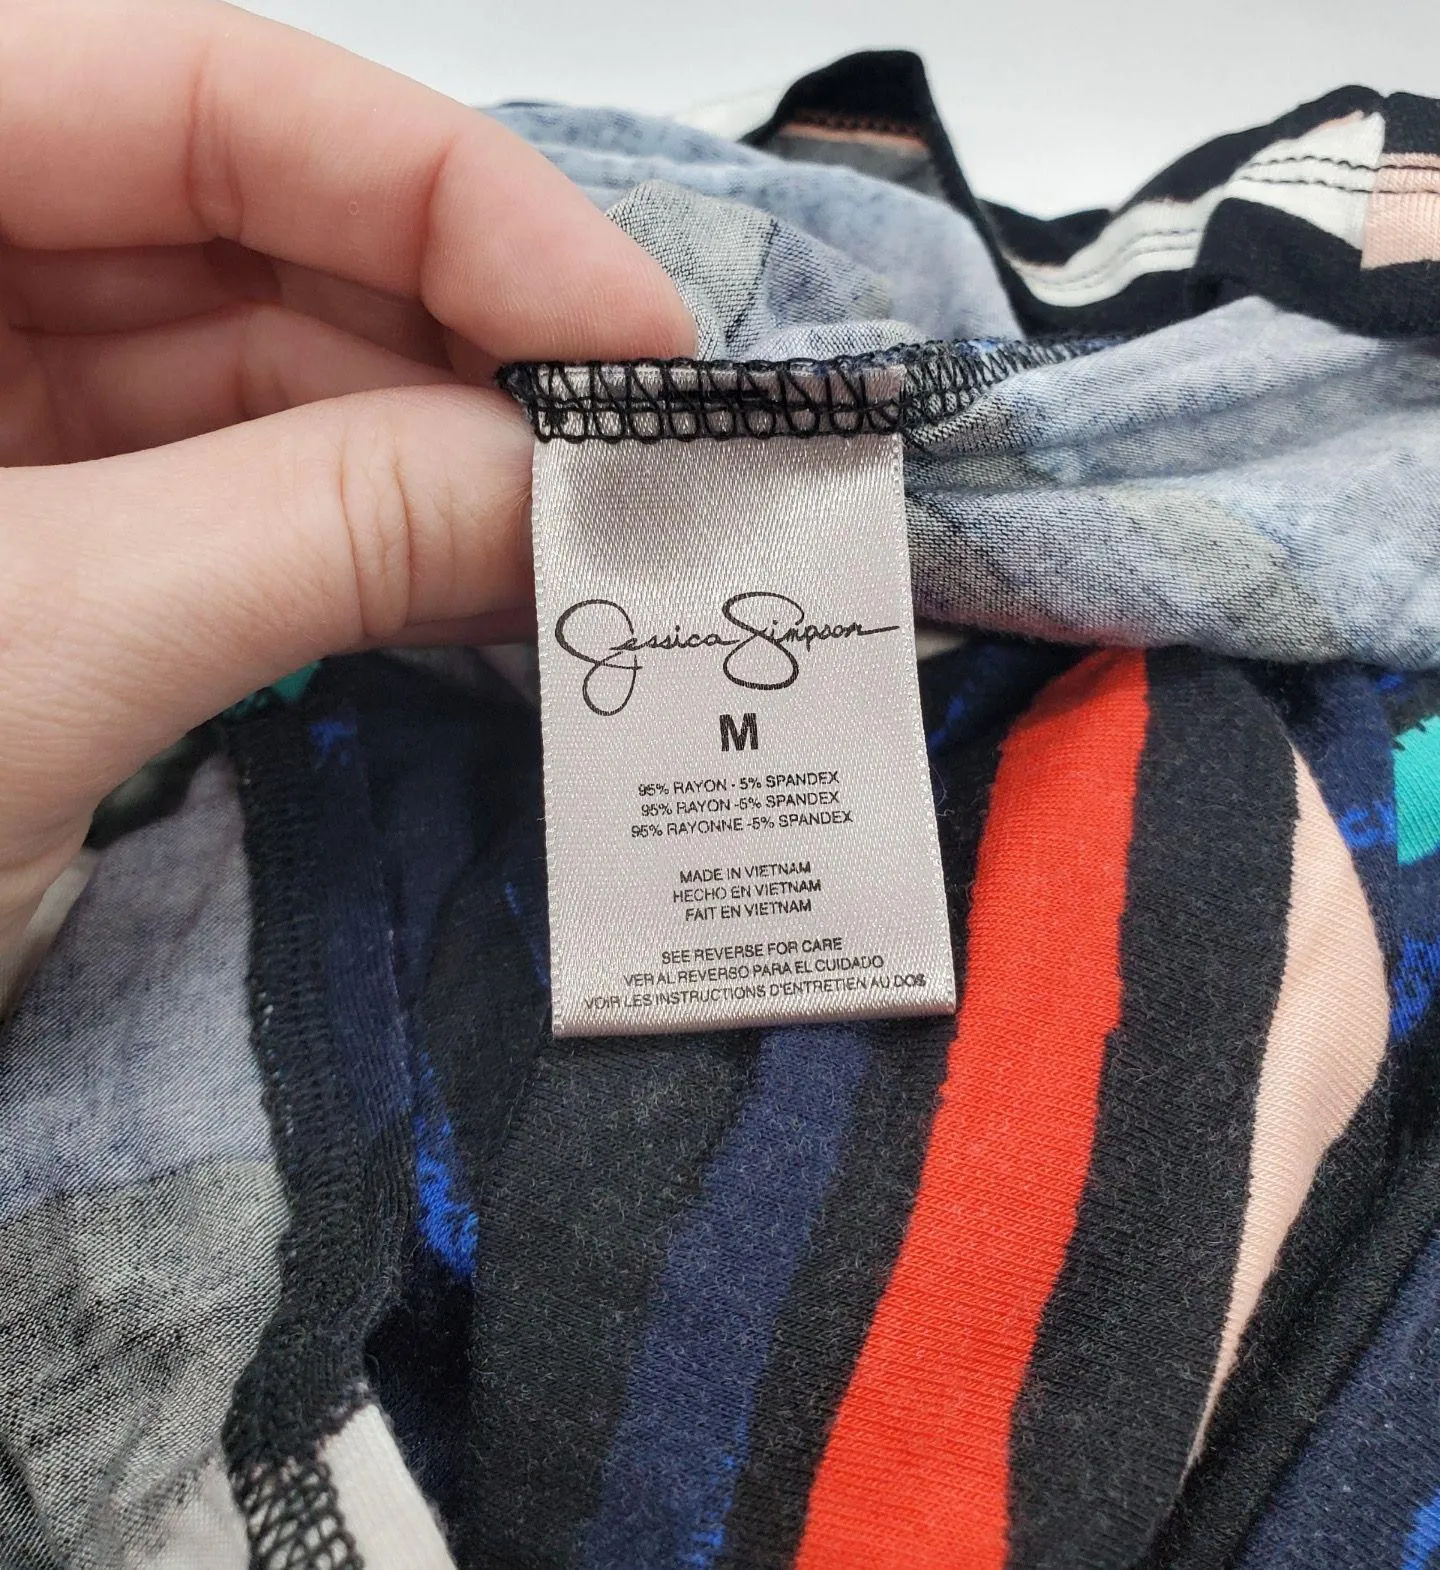 Jessica Simpson
M
95% RAYON - 5% SPANDEX
95% RAYON -5% SPANDEX
95% RAYONNE -5% SPANDEX
MADE IN VIETNAM
HECHO EN VIETNAM
FAIT EN VIETNAM
SEE REVERSE FOR CARE
VER AL REVERSO PARA EL CUIDADO
VOIR LES INSTRUCTIONS D'ENTRETIEN AU DOS